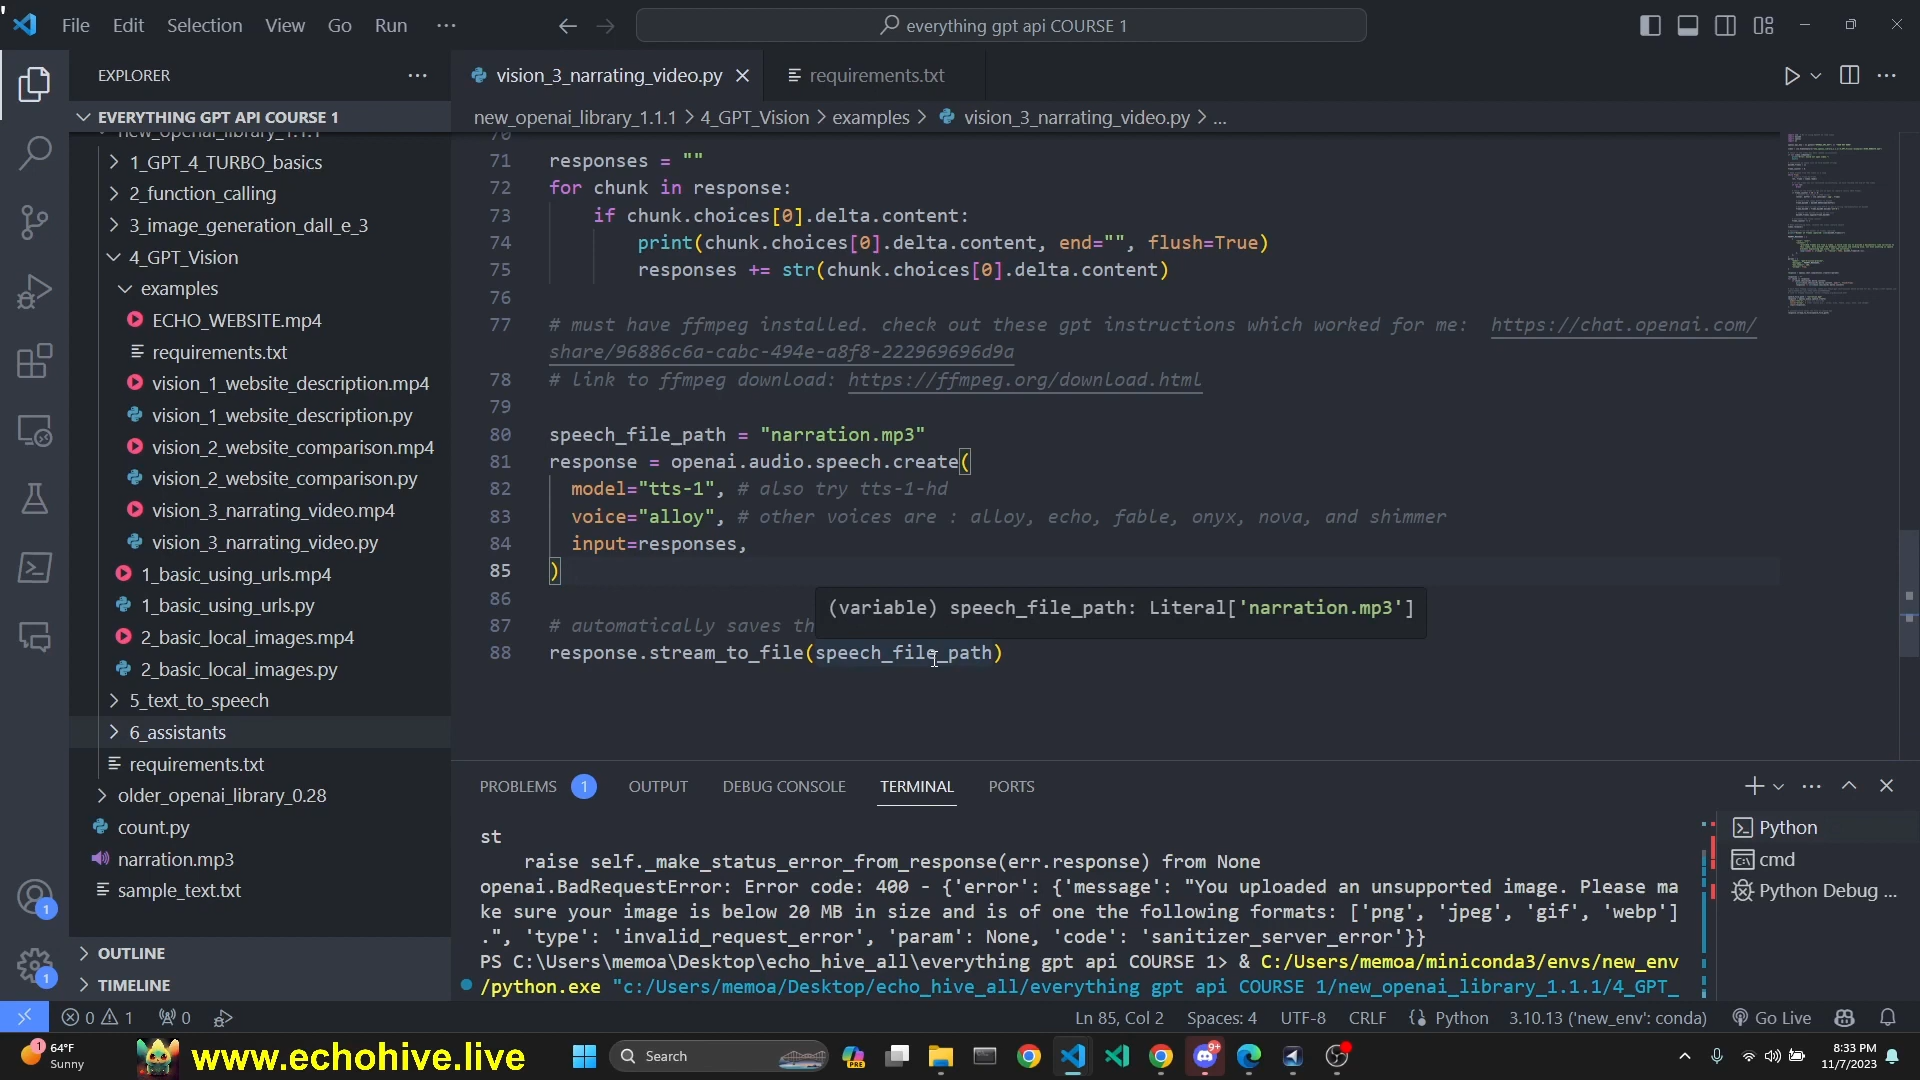 File Edit Selection View Go Run ···
everything gpt api COURSE 1
EXPLORER
vision_3_narrating_video.py
requirements.txt
EVERYTHING GPT API COURSE 1
new_openai_library_1.1.1 > 4_GPT_Vision > examples > vision_3_narrating_video.py > ...
new_openai_library_1.1.1
1_GPT_4_TURBO_basics
2_function_calling
3_image_generation_dall_e_3
4_GPT_Vision
examples
ECHO_WEBSITE.mp4
requirements.txt
vision_1_website_description.mp4
vision_1_website_description.py
vision_2_website_comparison.mp4
vision_2_website_comparison.py
vision_3_narrating_video.mp4
vision_3_narrating_video.py
1_basic_using_urls.mp4
1_basic_using_urls.py
2_basic_local_images.mp4
2_basic_local_images.py
5_text_to_speech
6_assistants
requirements.txt
older_openai_library_0.28
count.py
narration.mp3
sample_text.txt
OUTLINE
TIMELINE
70
71 responses = ""
72 for chunk in response:
73 if chunk.choices[0].delta.content:
74 print(chunk.choices[0].delta.content, end="", flush=True)
75 responses += str(chunk.choices[0].delta.content)
76
77 # must have ffmpeg installed. check out these gpt instructions which worked for me: https://chat.openai.com/
share/96886c6a-cabc-494e-a8f8-222969696d9a
78 # link to ffmpeg download: https://ffmpeg.org/download.html
79
80 speech_file_path = "narration.mp3"
81 response = openai.audio.speech.create(
82 model="tts-1", # also try tts-1-hd
83 voice="alloy", # other voices are : alloy, echo, fable, onyx, nova, and shimmer
84 input=responses,
85 )
86
(variable) speech_file_path: Literal['narration.mp3']
87 # automatically saves th
88 response.stream_to_file(speech_file_path)
PROBLEMS 1 OUTPUT DEBUG CONSOLE TERMINAL PORTS
st
raise self._make_status_error_from_response(err.response) from None
openai.BadRequestError: Error code: 400 - {'error': {'message': "You uploaded an unsupported image. Please ma
ke sure your image is below 20 MB in size and is of one the following formats: ['png', 'jpeg', 'gif', 'webp']
.", 'type': 'invalid_request_error', 'param': None, 'code': 'sanitizer_server_error'}}
PS C:\Users\memoa\Desktop\echo_hive_all\everything gpt api COURSE 1> & C:/Users/memoa/miniconda3/envs/new_env
/python.exe "c:/Users/memoa/Desktop/echo_hive_all/everything gpt api COURSE 1/new_openai_library_1.1.1/4_GPT_
Python
cmd
Python Debug ...
1
1
0 1 0
Ln 85, Col 2 Spaces: 4 UTF-8 CRLF Python 3.10.13 ('new_env': conda) Go Live
1
64°F
Sunny
www.echohive.live
Search
PRE
9+
8:33 PM
11/7/2023